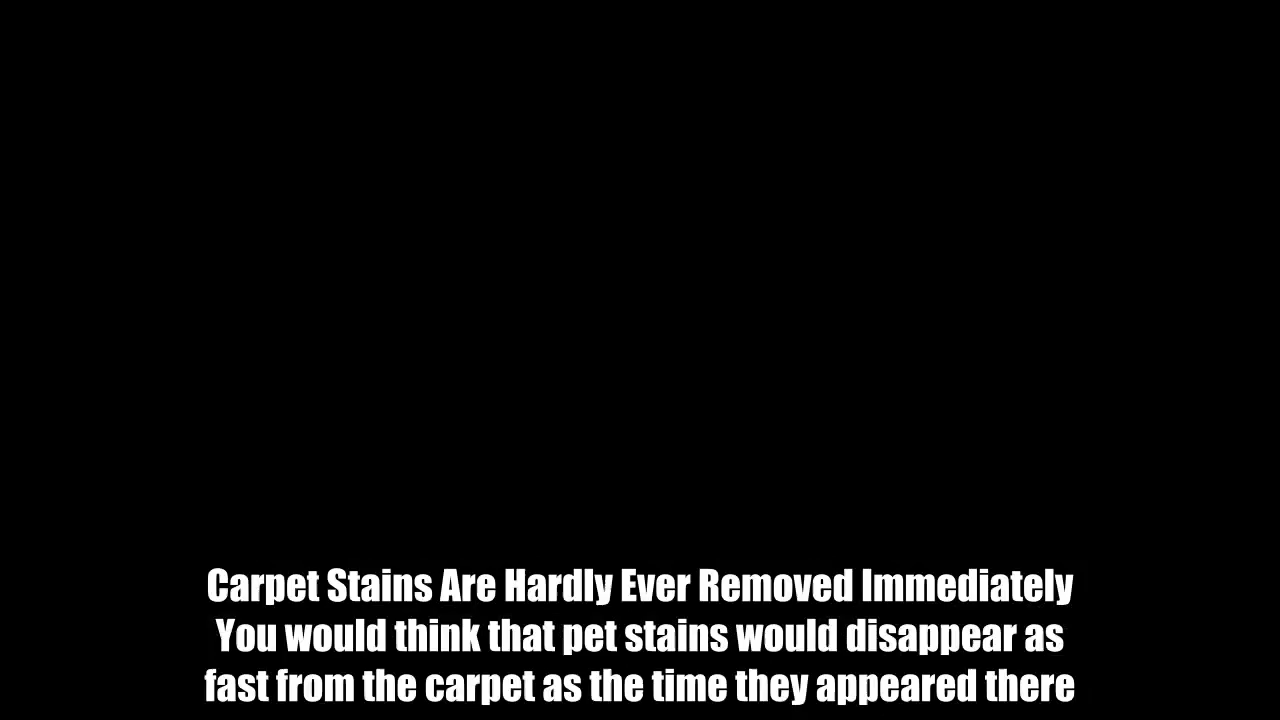 Carpet Stains Are Hardly Ever Removed Immediately
You would think that pet stains would disappear as
fast from the carpet as the time they appeared there